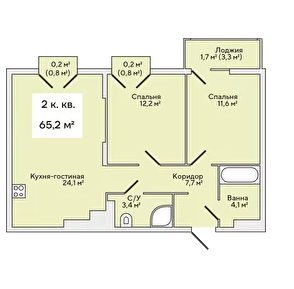 0,2 м²
(0,8 м²)
0,2 м²
(0,8 м²)
Лоджия
1,7 м² (3,3 м²)
2 к. кв.
65,2 м²
Спальня
12,2 м²
Спальня
11,6 м²
Кухня-гостиная
24,1 м²
Коридор
7,7 м²
С/У
3,4 м²
Ванна
4,1 м²